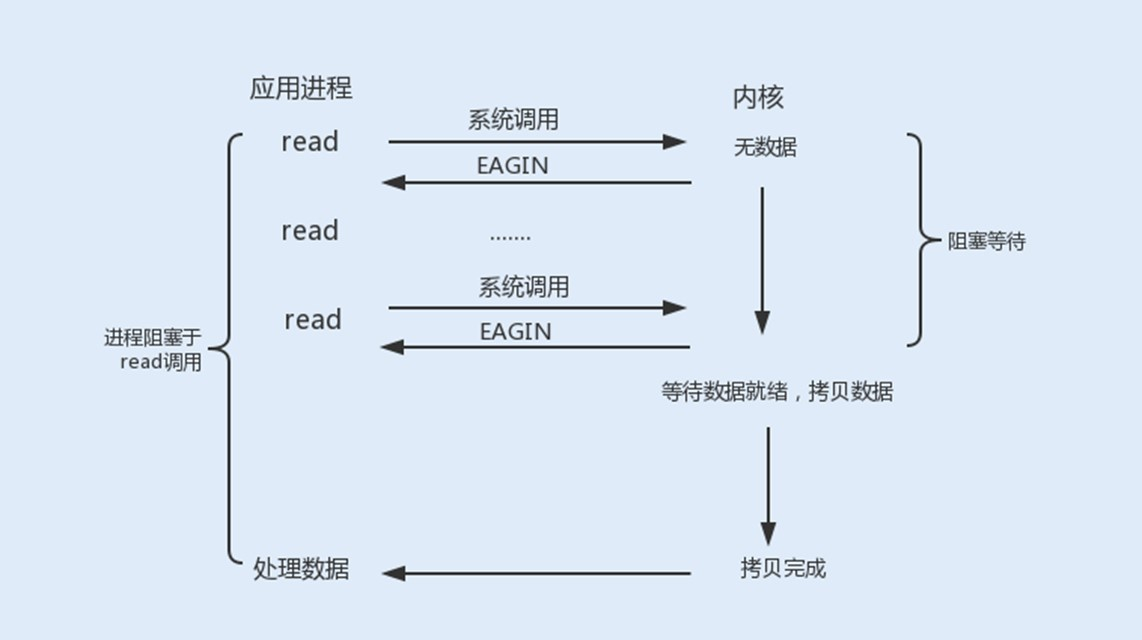 应用进程
内核
系统调用
read
无数据
EAGIN
read
.......
阻塞等待
系统调用
read
EAGIN
进程阻塞于
read调用
等待数据就绪，拷贝数据
处理数据
拷贝完成